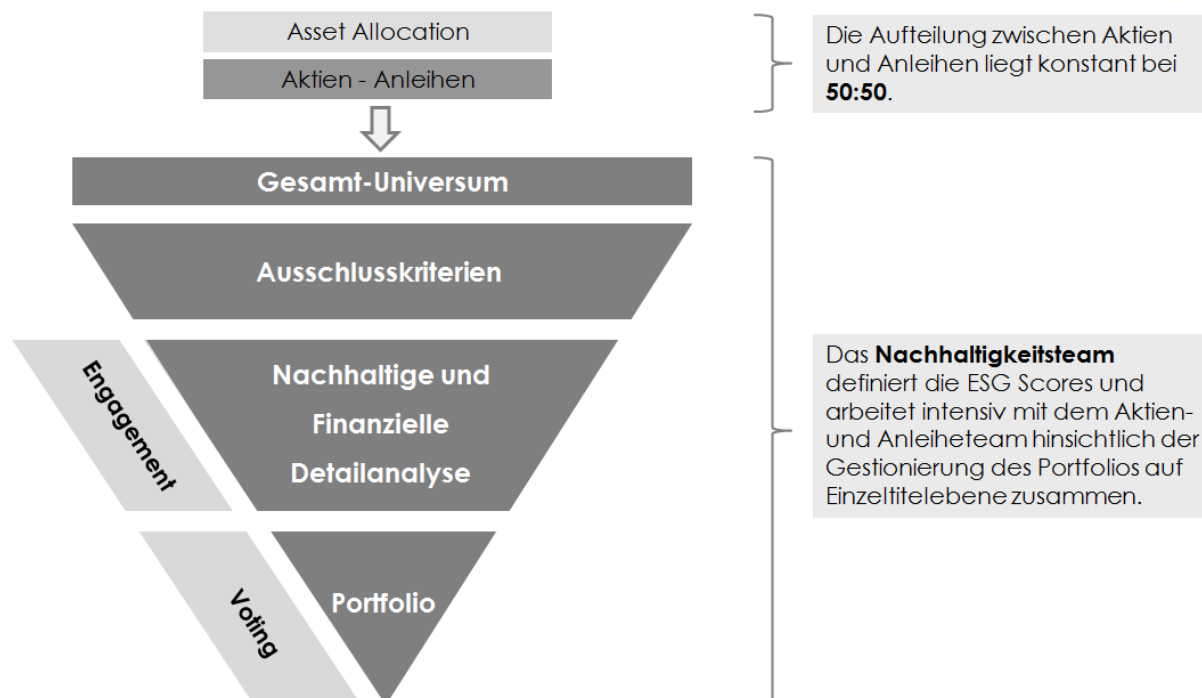 Asset Allocation
Aktien - Anleihen
Die Aufteilung zwischen Aktien
und Anleihen liegt konstant bei
50:50.
Gesamt-Universum
Ausschlusskriterien
Engagement
Nachhaltige und
Finanzielle
Detailanalyse
Voting
Portfolio
Das Nachhaltigkeitsteam
definiert die ESG Scores und
arbeitet intensiv mit dem Aktien-
und Anleiheteam hinsichtlich der
Gestionierung des Portfolios auf
Einzeltitelebene zusammen.